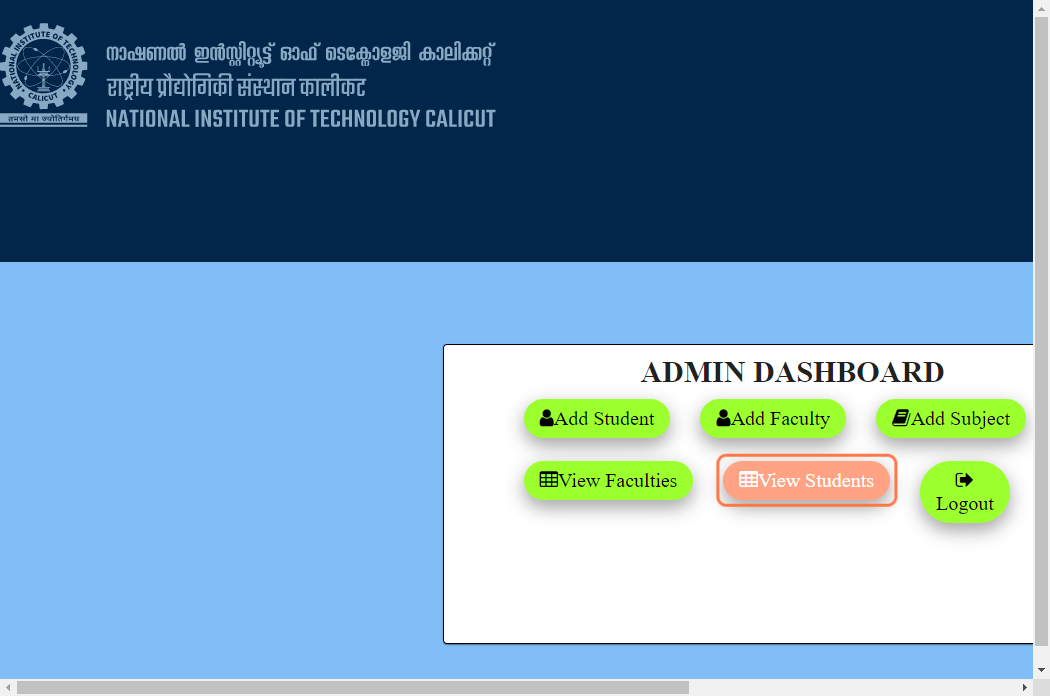 നാഷണൽ ഇൻസ്റ്റിറ്റ്യൂട്ട് ഓഫ് ടെക്നോളജി കാലിക്കറ്റ്
राष्ट्रीय प्रौद्योगिकी संस्थान कालीकट
NATIONAL INSTITUTE OF TECHNOLOGY CALICUT
NATIONAL INSTITUTE OF TECHNOLOGY
CALICUT
तमसो मा ज्योतिर्गमय
ADMIN DASHBOARD
Add Student
Add Faculty
Add Subject
View Faculties
View Students
Logout